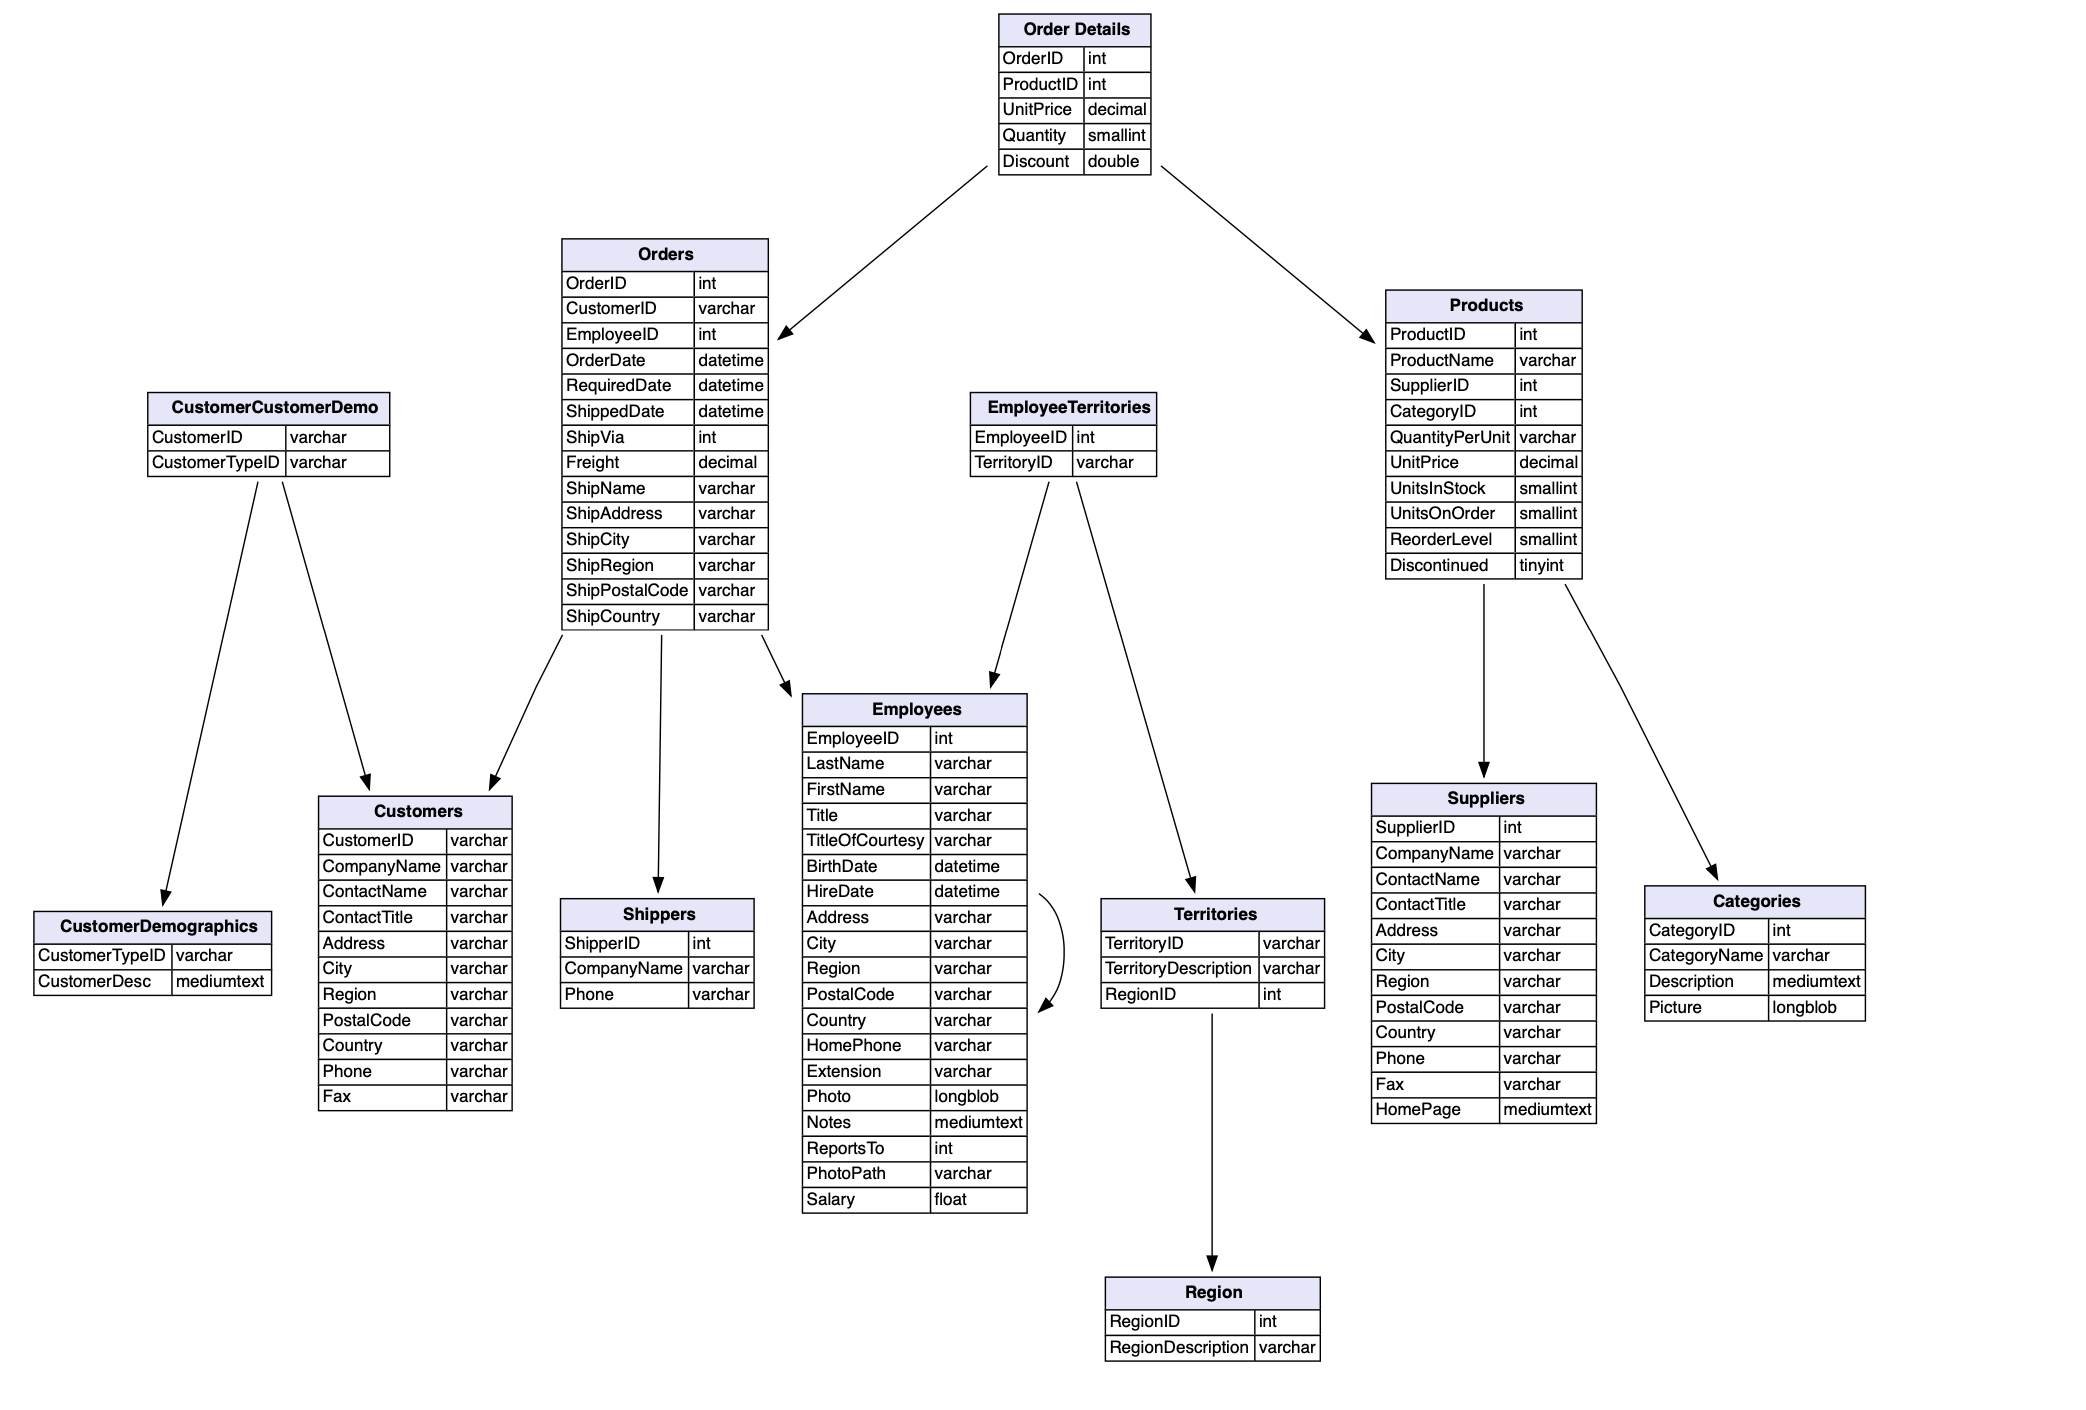 Order Details
OrderID int
ProductID int
UnitPrice decimal
Quantity smallint
Discount double
Orders
OrderID int
CustomerID varchar
EmployeeID int
OrderDate datetime
RequiredDate datetime
ShippedDate datetime
ShipVia int
Freight decimal
ShipName varchar
ShipAddress varchar
ShipCity varchar
ShipRegion varchar
ShipPostalCode varchar
ShipCountry varchar
Products
ProductID int
ProductName varchar
SupplierID int
CategoryID int
QuantityPerUnit varchar
UnitPrice decimal
UnitsInStock smallint
UnitsOnOrder smallint
ReorderLevel smallint
Discontinued tinyint
CustomerCustomerDemo
CustomerID varchar
CustomerTypeID varchar
EmployeeTerritories
EmployeeID int
TerritoryID varchar
Employees
EmployeeID int
LastName varchar
FirstName varchar
Title varchar
TitleOfCourtesy varchar
BirthDate datetime
HireDate datetime
Address varchar
City varchar
Region varchar
PostalCode varchar
Country varchar
HomePhone varchar
Extension varchar
Photo longblob
Notes mediumtext
ReportsTo int
PhotoPath varchar
Salary float
Customers
CustomerID varchar
CompanyName varchar
ContactName varchar
ContactTitle varchar
Address varchar
City varchar
Region varchar
PostalCode varchar
Country varchar
Phone varchar
Fax varchar
Suppliers
SupplierID int
CompanyName varchar
ContactName varchar
ContactTitle varchar
Address varchar
City varchar
Region varchar
PostalCode varchar
Country varchar
Phone varchar
Fax varchar
HomePage mediumtext
CustomerDemographics
CustomerTypeID varchar
CustomerDesc mediumtext
Shippers
ShipperID int
CompanyName varchar
Phone varchar
Territories
TerritoryID varchar
TerritoryDescription varchar
RegionID int
Categories
CategoryID int
CategoryName varchar
Description mediumtext
Picture longblob
Region
RegionID int
RegionDescription varchar